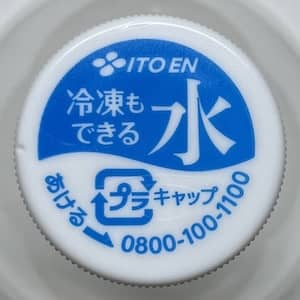 ITO EN
冷凍も
できる
水
あける
プラ キャップ
0800-100-1100